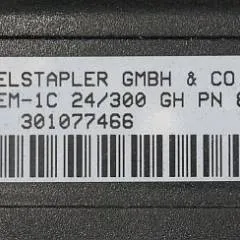 ELSTAPLER GMBH & CO
EM-1C 24/300 GH PN 8
301077466